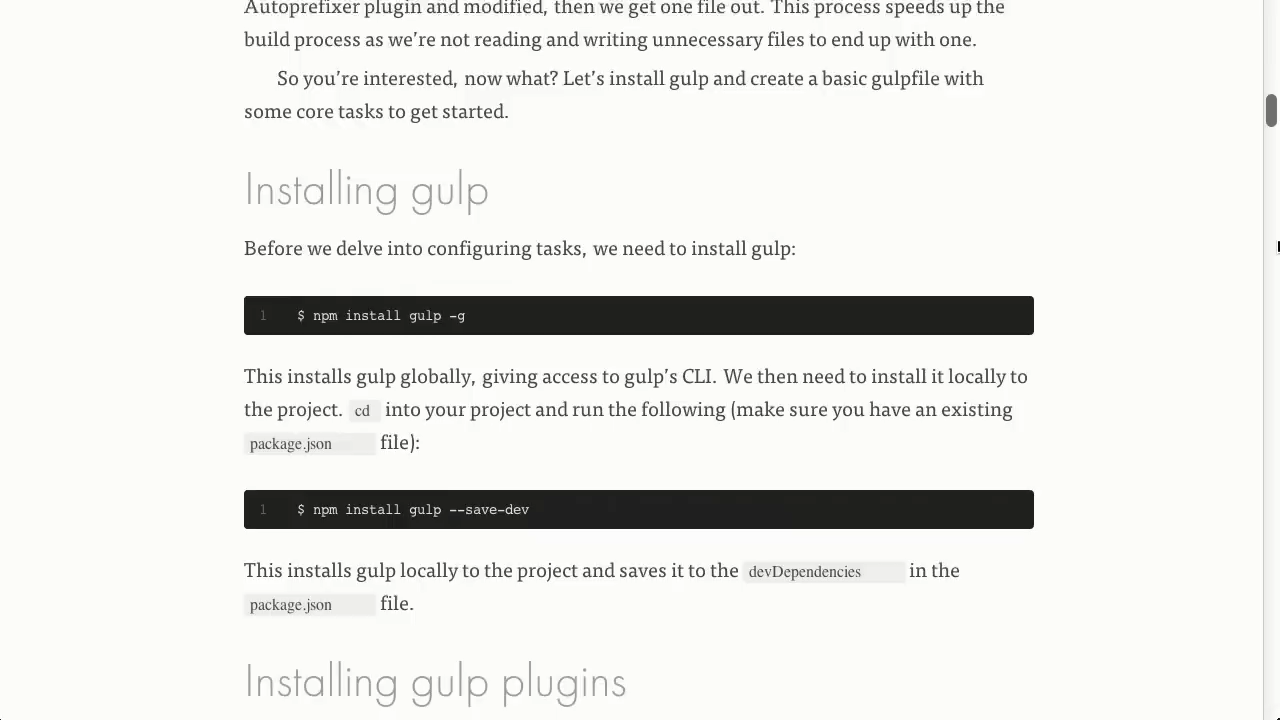 Autoprefixer plugin and modified, then we get one file out. This process speeds up the
build process as we’re not reading and writing unnecessary files to end up with one.
So you’re interested, now what? Let’s install gulp and create a basic gulpfile with
some core tasks to get started.
Installing gulp
Before we delve into configuring tasks, we need to install gulp:
1 $ npm install gulp -g
This installs gulp globally, giving access to gulp’s CLI. We then need to install it locally to
the project. cd into your project and run the following (make sure you have an existing
package.json file):
1 $ npm install gulp --save-dev
This installs gulp locally to the project and saves it to the devDependencies in the
package.json file.
Installing gulp plugins